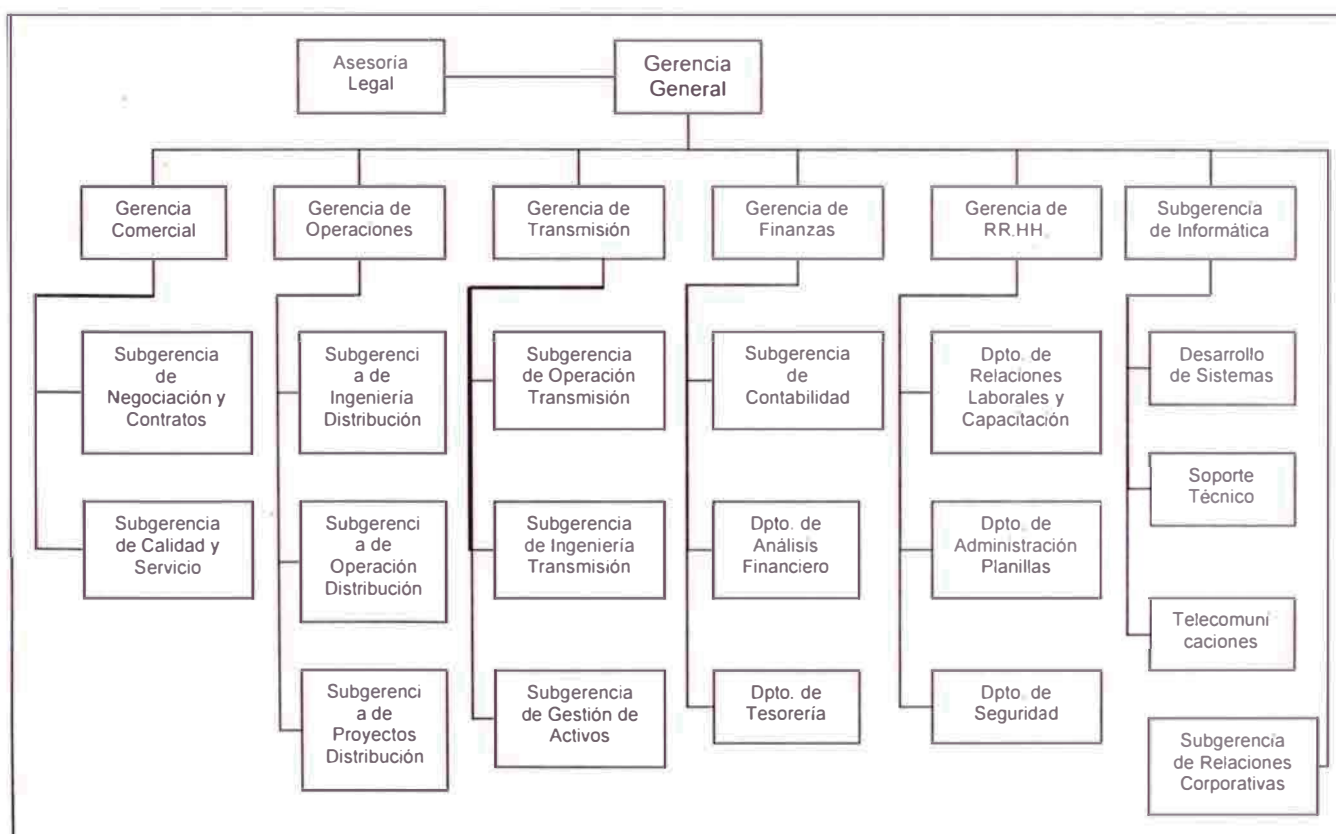 Asesoría
Legal
Gerencia
General
Gerencia
Comercial
Gerencia de
Operaciones
Gerencia de
Transmisión
Gerencia de
Finanzas
Gerencia de
RR.HH.
Subgerencia
de Informática
Subgerencia
de
Negociación y
Contratos
Subgerencia
de Calidad y
Servicio
Subgerenci
a de
Ingeniería
Distribución
Subgerenci
a de
Operación
Distribución
Subgerenci
a de
Proyectos
Distribución
Subgerencia
de Operación
Transmisión
Subgerencia
de Ingeniería
Transmisión
Subgerencia
de Gestión de
Activos
Subgerencia
de
Contabilidad
Dpto. de
Análisis
Financiero
Dpto. de
Tesorería
Dpto. de
Relaciones
Laborales y
Capacitación
Dpto. de
Administración
Planillas
Dpto. de
Seguridad
Desarrollo
de Sistemas
Soporte
Técnico
Telecomuni
caciones
Subgerencia
de Relaciones
Corporativas